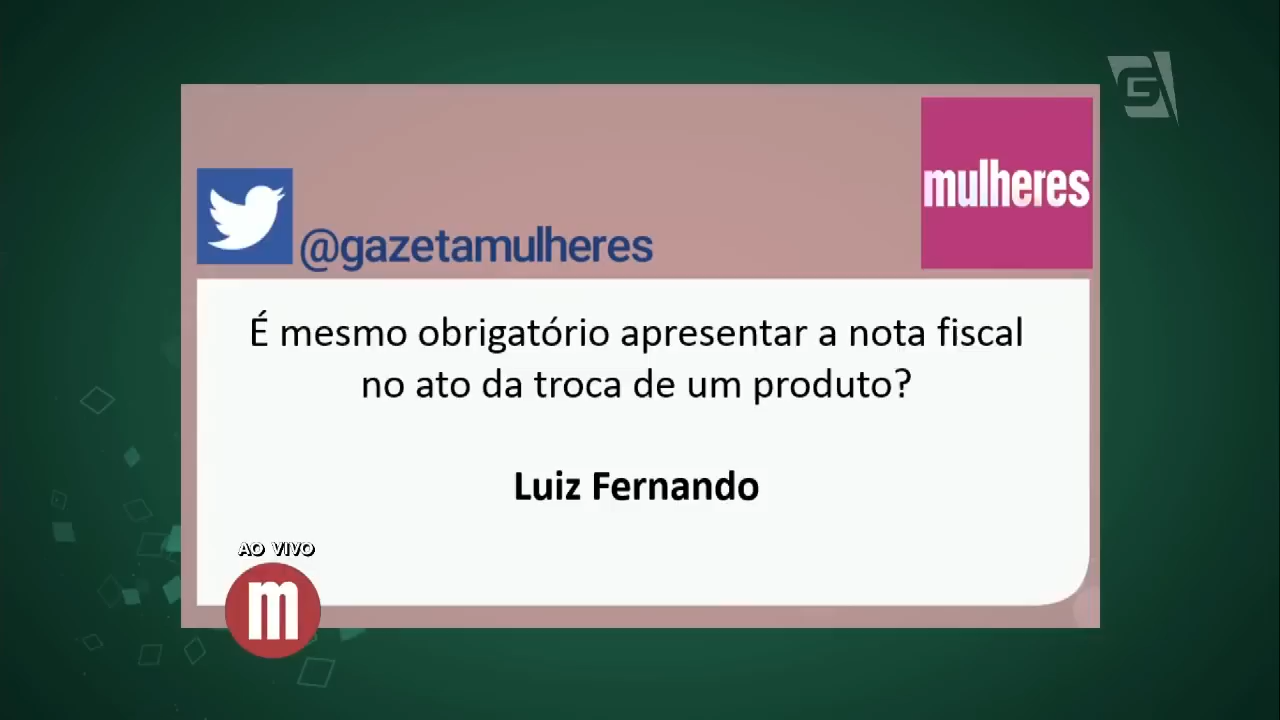 mulheres
@gazetamulheres
É mesmo obrigatório apresentar a nota fiscal
no ato da troca de um produto?
Luiz Fernando
AO VIVO
m